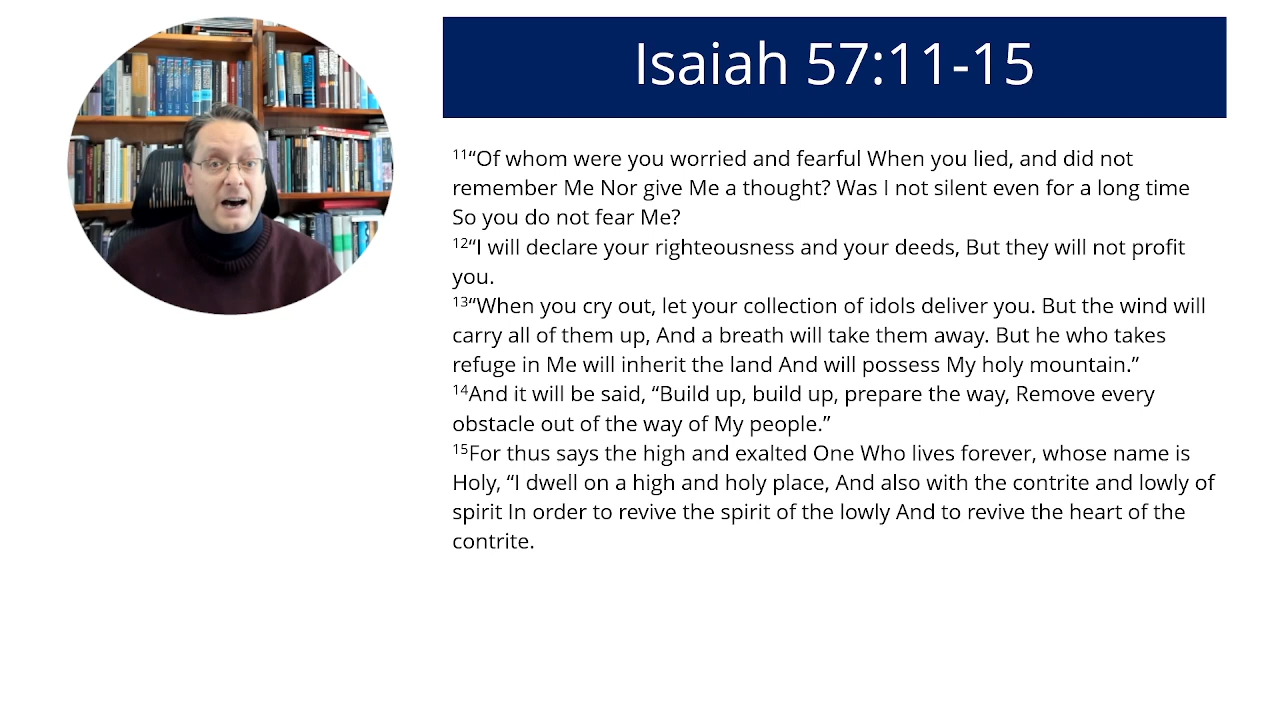 Isaiah 57:11-15
11“Of whom were you worried and fearful When you lied, and did not
remember Me Nor give Me a thought? Was I not silent even for a long time
So you do not fear Me?
12“I will declare your righteousness and your deeds, But they will not profit
you.
13“When you cry out, let your collection of idols deliver you. But the wind will
carry all of them up, And a breath will take them away. But he who takes
refuge in Me will inherit the land And will possess My holy mountain.”
14And it will be said, “Build up, build up, prepare the way, Remove every
obstacle out of the way of My people.”
15For thus says the high and exalted One Who lives forever, whose name is
Holy, “I dwell on a high and holy place, And also with the contrite and lowly of
spirit In order to revive the spirit of the lowly And to revive the heart of the
contrite.